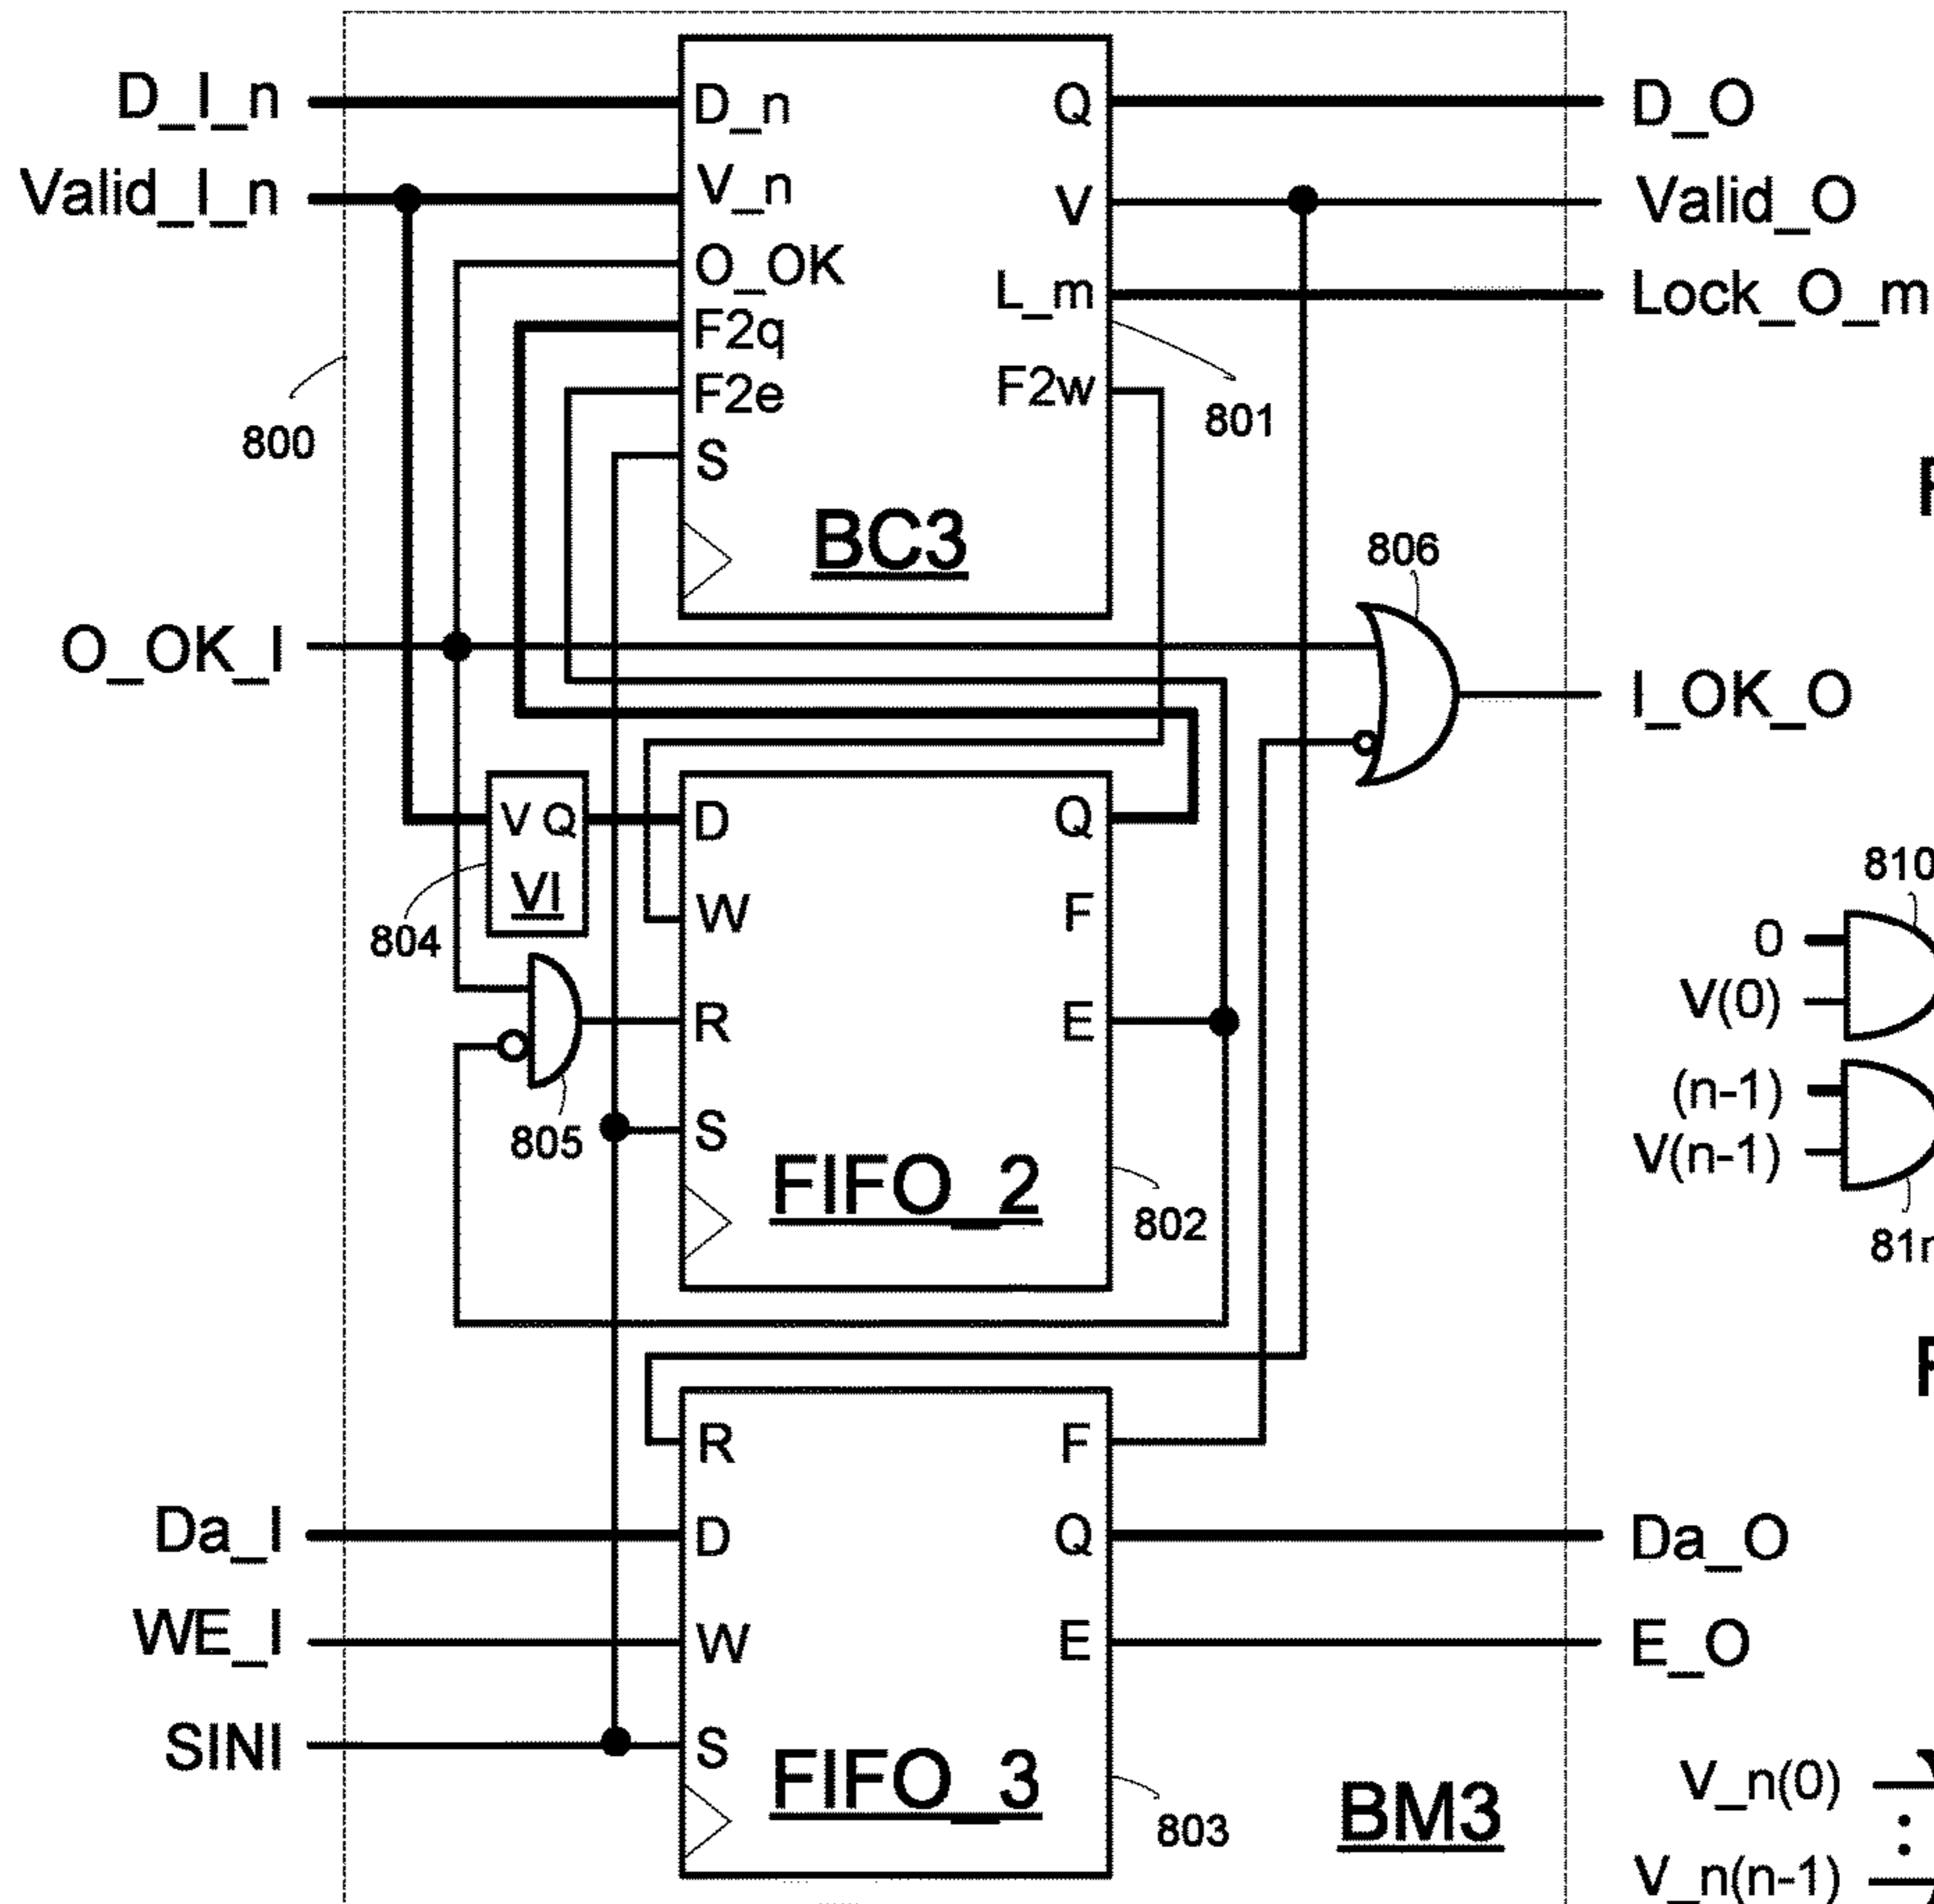 D_I_n
D_n
Q
D_O
Valid_I_n
V_n
V
Valid_O
O_OK
L_m
Lock_O_m
F2q
F2e
F2w
801
800
S
BC3
806
O_OK_I
I_OK_O
V Q
VI
804
D
Q
W
F
810
0
V(0)
R
E
(n-1)
V(n-1)
805
S
FIFO_2
802
R
F
Da_I
D
Q
Da_O
WE_I
W
E
E_O
SINI
S
FIFO_3
803
BM3
V_n(0)
:
V_n(n-1)